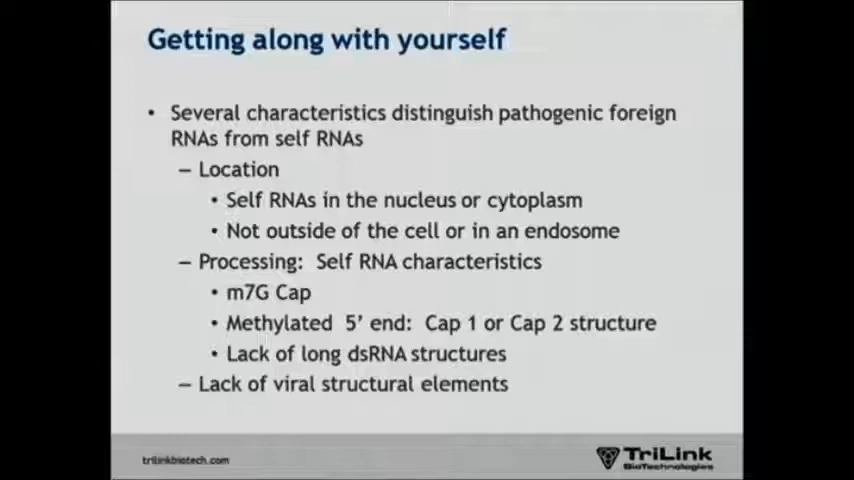 Getting along with yourself
• Several characteristics distinguish pathogenic foreign
RNAs from self RNAs
– Location
• Self RNAs in the nucleus or cytoplasm
• Not outside of the cell or in an endosome
– Processing: Self RNA characteristics
• m7G Cap
• Methylated 5’ end: Cap 1 or Cap 2 structure
• Lack of long dsRNA structures
– Lack of viral structural elements
trilinkbiotech.com
TriLink
BioTechnologies